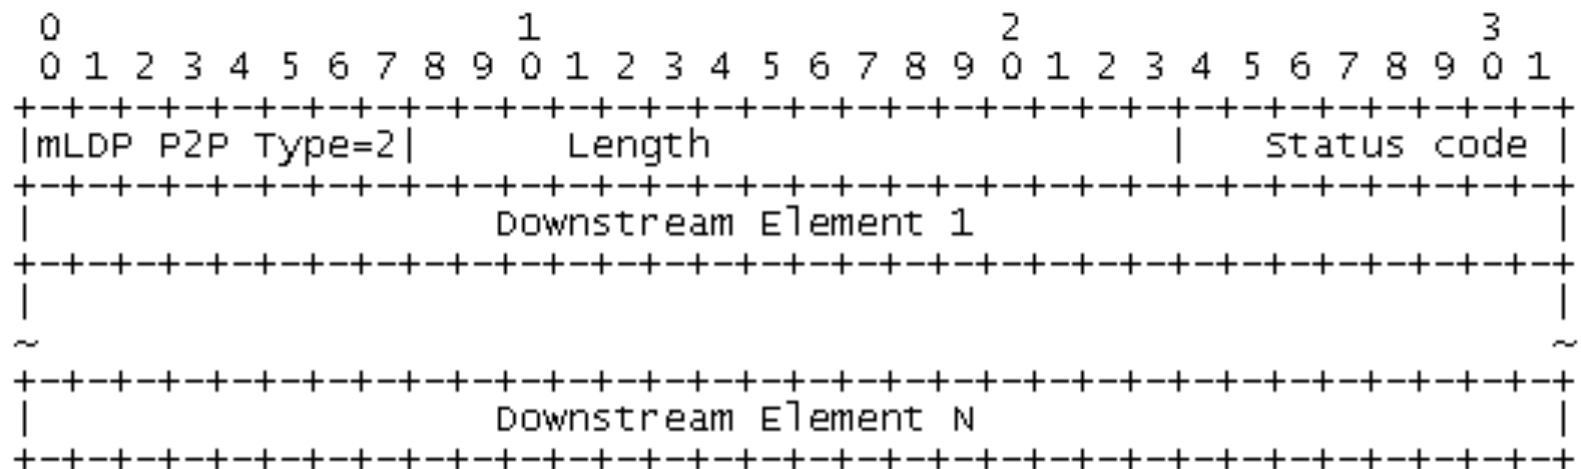 0                   1                   2                   3
 0 1 2 3 4 5 6 7 8 9 0 1 2 3 4 5 6 7 8 9 0 1 2 3 4 5 6 7 8 9 0 1
+-+-+-+-+-+-+-+-+-+-+-+-+-+-+-+-+-+-+-+-+-+-+-+-+-+-+-+-+-+-+-+-+
|mLDP P2P Type=2|      Length                   |   Status code |
+-+-+-+-+-+-+-+-+-+-+-+-+-+-+-+-+-+-+-+-+-+-+-+-+-+-+-+-+-+-+-+-+
|                   Downstream Element 1                        |
+-+-+-+-+-+-+-+-+-+-+-+-+-+-+-+-+-+-+-+-+-+-+-+-+-+-+-+-+-+-+-+-+
|                                                               |
~                                                               ~
+-+-+-+-+-+-+-+-+-+-+-+-+-+-+-+-+-+-+-+-+-+-+-+-+-+-+-+-+-+-+-+-+
|                   Downstream Element N                        |
+-+-+-+-+-+-+-+-+-+-+-+-+-+-+-+-+-+-+-+-+-+-+-+-+-+-+-+-+-+-+-+-+